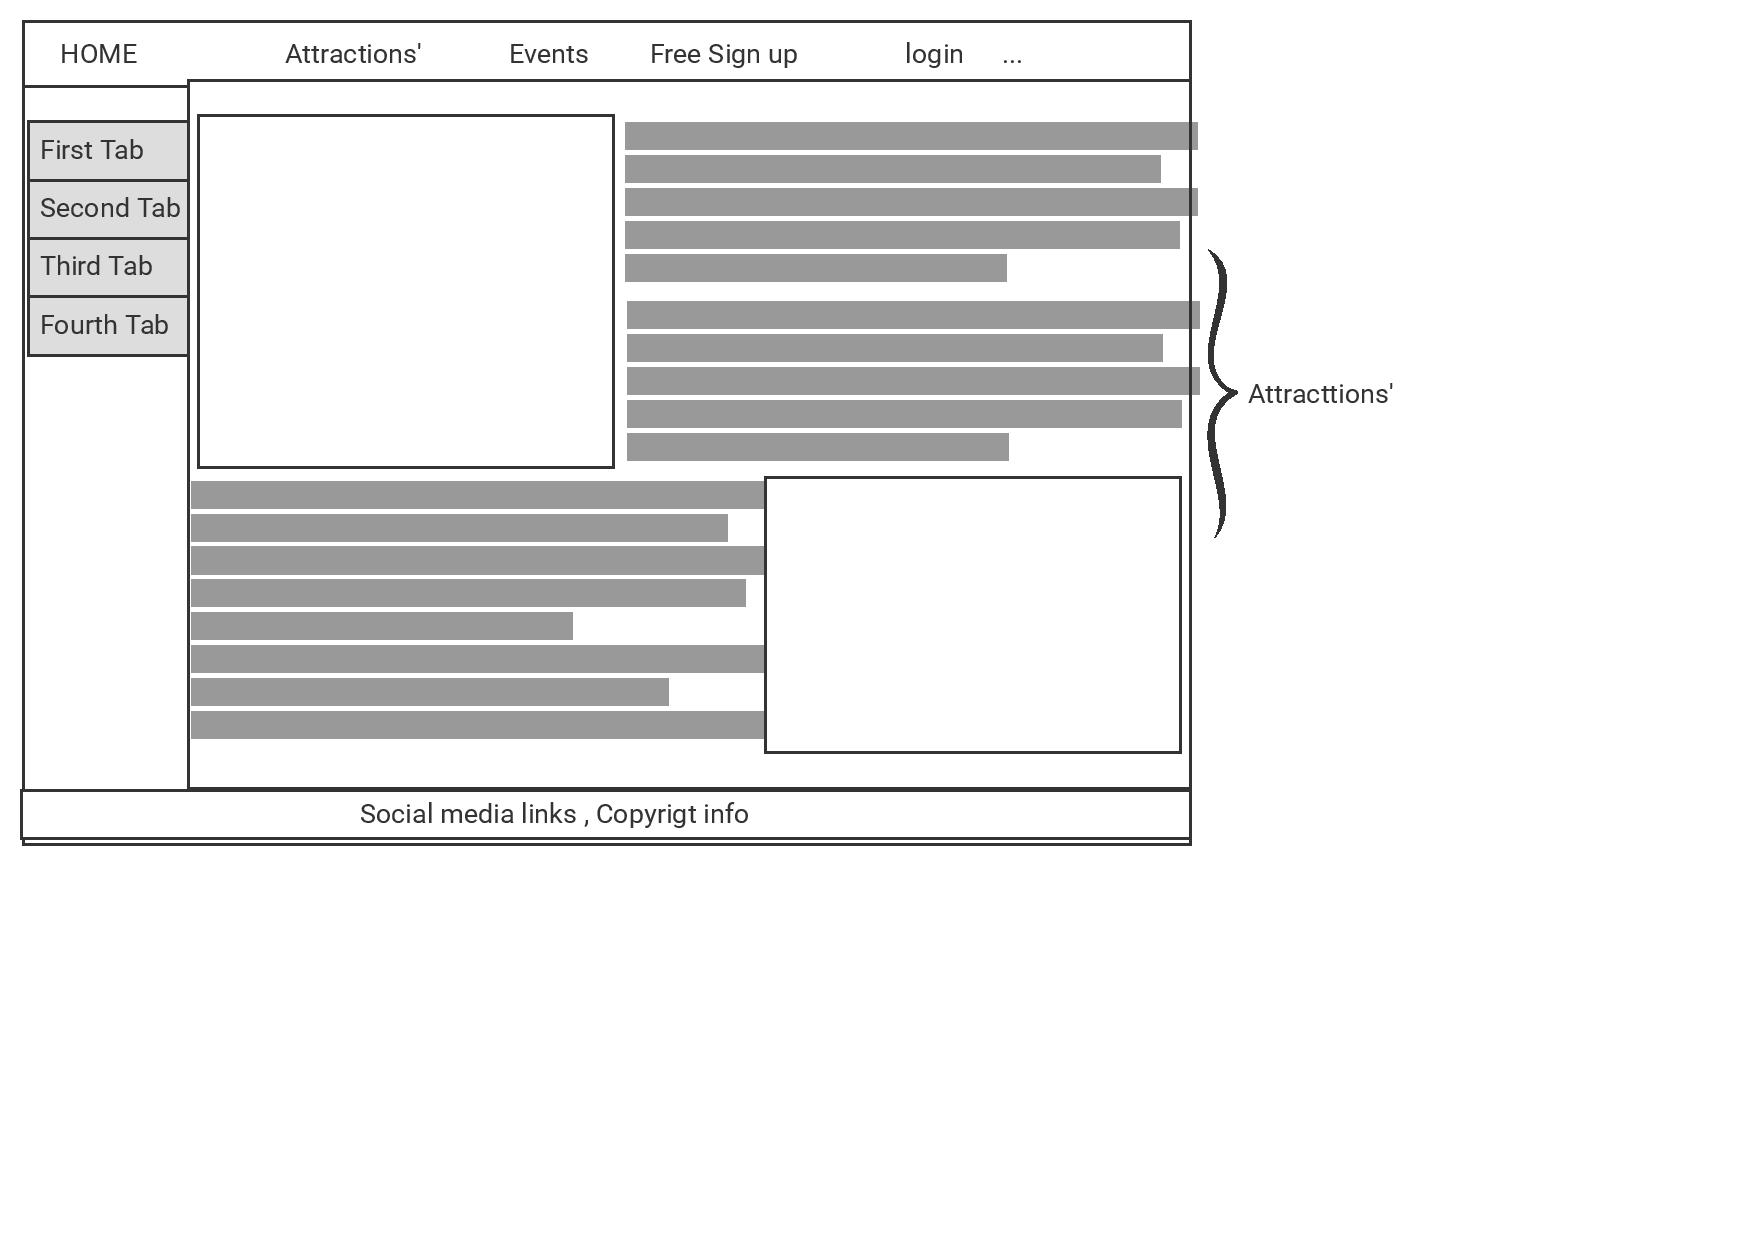 HOME Attractions' Events Free Sign up login ...
First Tab
Second Tab
Third Tab
Fourth Tab
Attracttions'
Social media links , Copyrigt info